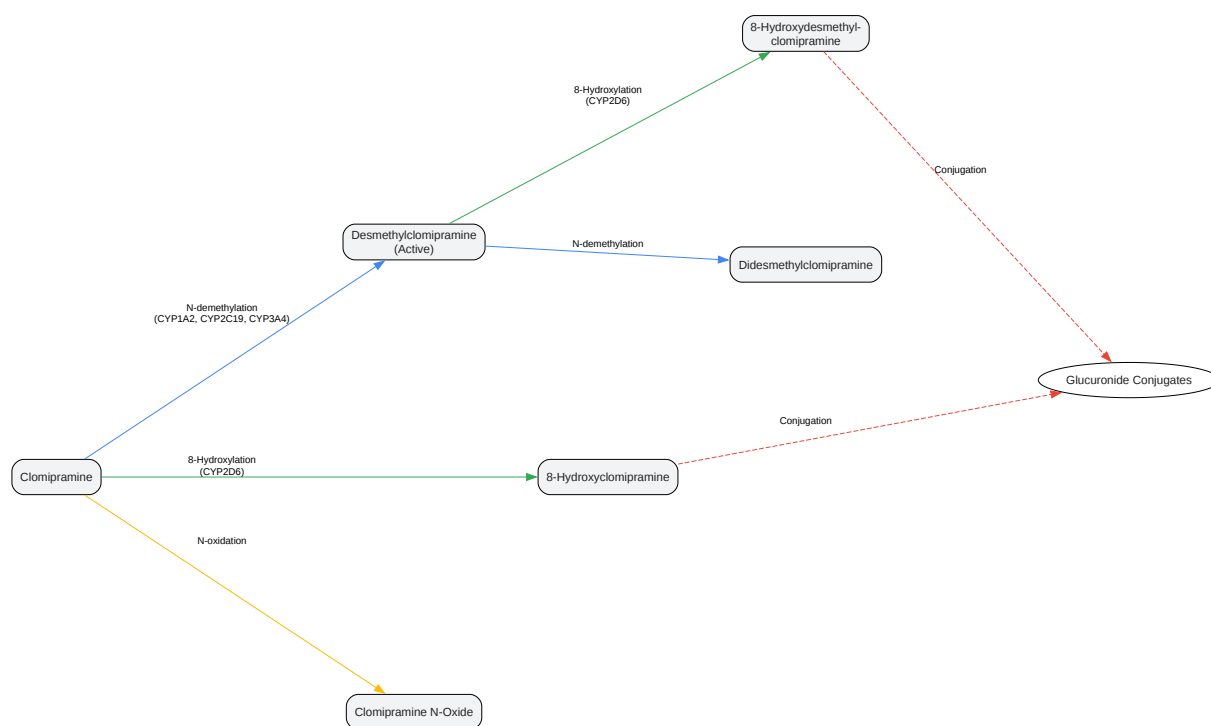 8-Hydroxydesmethyl-
clomipramine
8-Hydroxylation
(CYP2D6)
Conjugation
Desmethylclomipramine
(Active)
N-demethylation
Didesmethylclomipramine
N-demethylation
(CYP1A2, CYP2C19, CYP3A4)
Glucuronide Conjugates
Conjugation
8-Hydroxylation
(CYP2D6)
Clomipramine
8-Hydroxyclomipramine
N-oxidation
Clomipramine N-Oxide